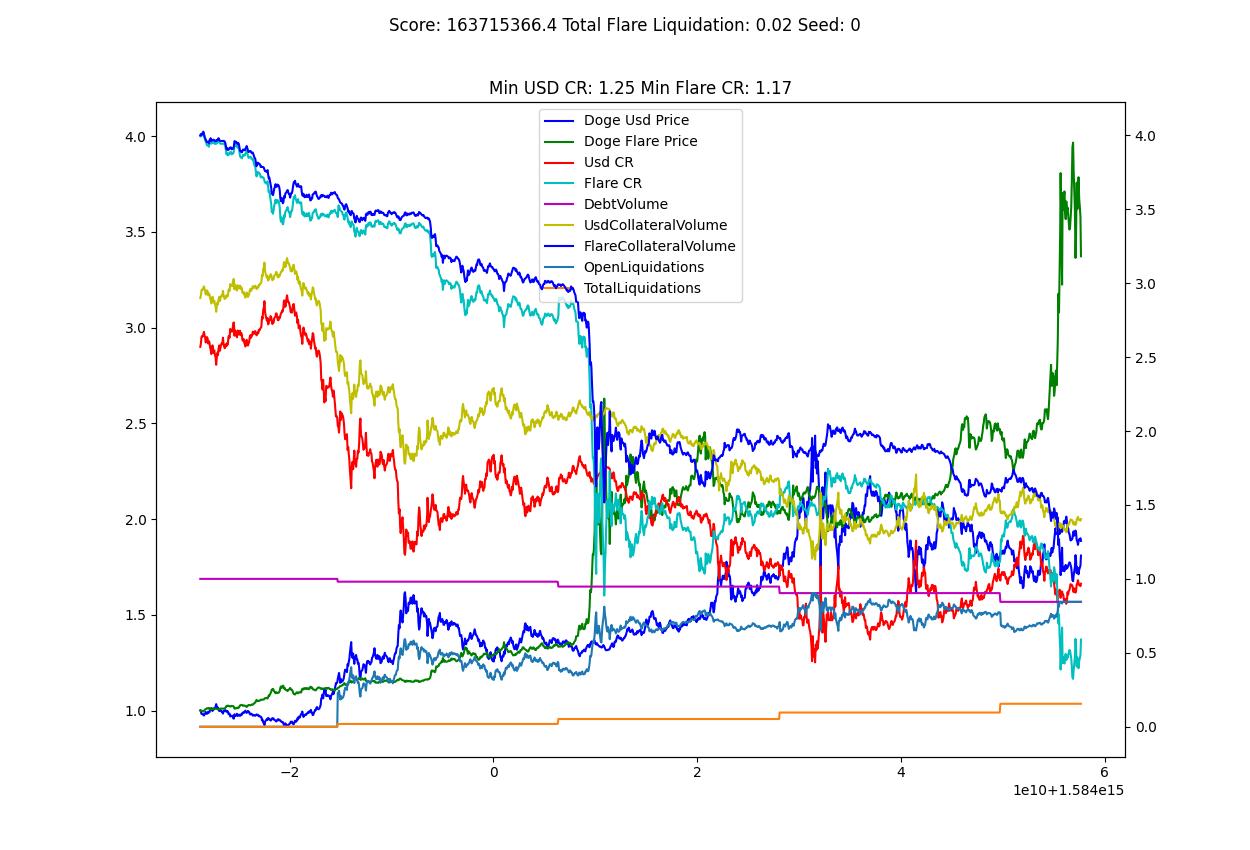 Score: 163715366.4 Total Flare Liquidation: 0.02 Seed: 0
Min USD CR: 1.25 Min Flare CR: 1.17
Doge Usd Price
Doge Flare Price
Usd CR
Flare CR
DebtVolume
UsdCollateralVolume
FlareCollateralVolume
OpenLiquidations
TotalLiquidations
4.0
3.5
3.0
2.5
2.0
1.5
1.0
4.0
3.5
3.0
2.5
2.0
1.5
1.0
0.5
0.0
−2
0
2
4
6
1e10+1.584e15